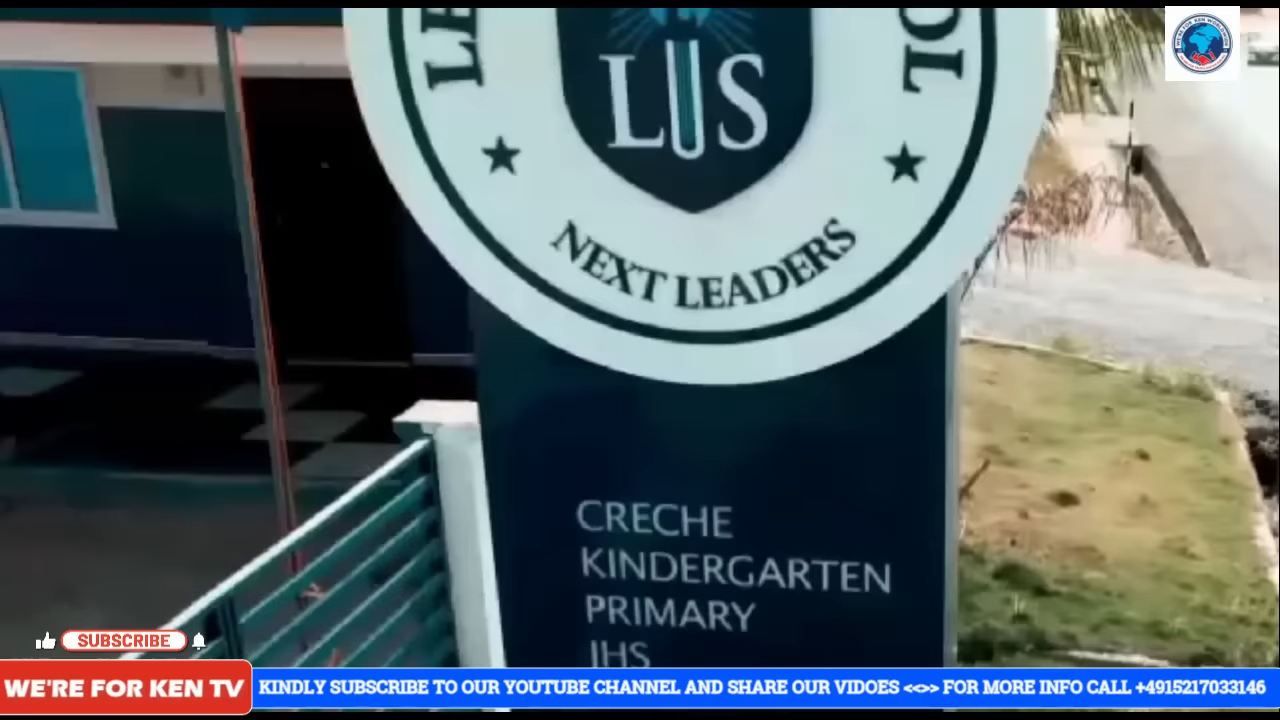 LIS
NEXT LEADERS
CRECHE
KINDERGARTEN
PRIMARY
JHS
SUBSCRIBE
WE'RE FOR KEN TV
KINDLY SUBSCRIBE TO OUR YOUTUBE CHANNEL AND SHARE OUR VIDOES <<>> FOR MORE INFO CALL +4915217033146